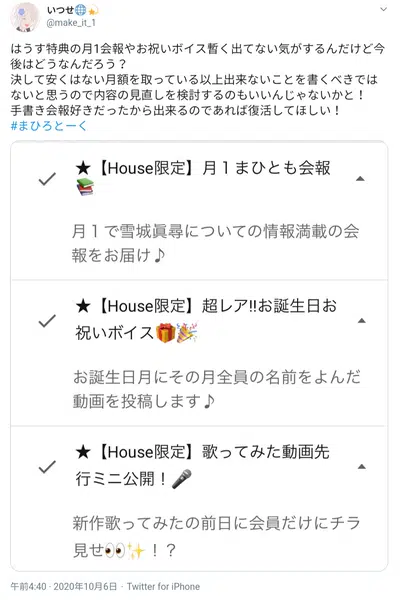 いつせ🌐💫
@make_it_1
はうす特典の月1会報やお祝いボイス暫く出てない気がするんだけど今
後はどうなんだろう？
決して安くはない月額を取っている以上出来ないことを書くべきでは
ないと思うので内容の見直しを検討するのもいいんじゃないかと！
手書き会報好きだったから出来るのであれば復活してほしい！
#まひろとーく
★【House限定】月１まひとも会報
📚
月１で雪城眞尋についての情報満載の会
報をお届け♪
★【House限定】超レア!!お誕生日お
祝いボイス🎁🎉
お誕生日月にその月全員の名前をよんだ
動画を投稿します♪
★【House限定】歌ってみた動画先
行ミニ公開！🎤
新作歌ってみたの前日に会員だけにチラ
見せ👀✨！？
午前4:40 · 2020年10月6日 · Twitter for iPhone